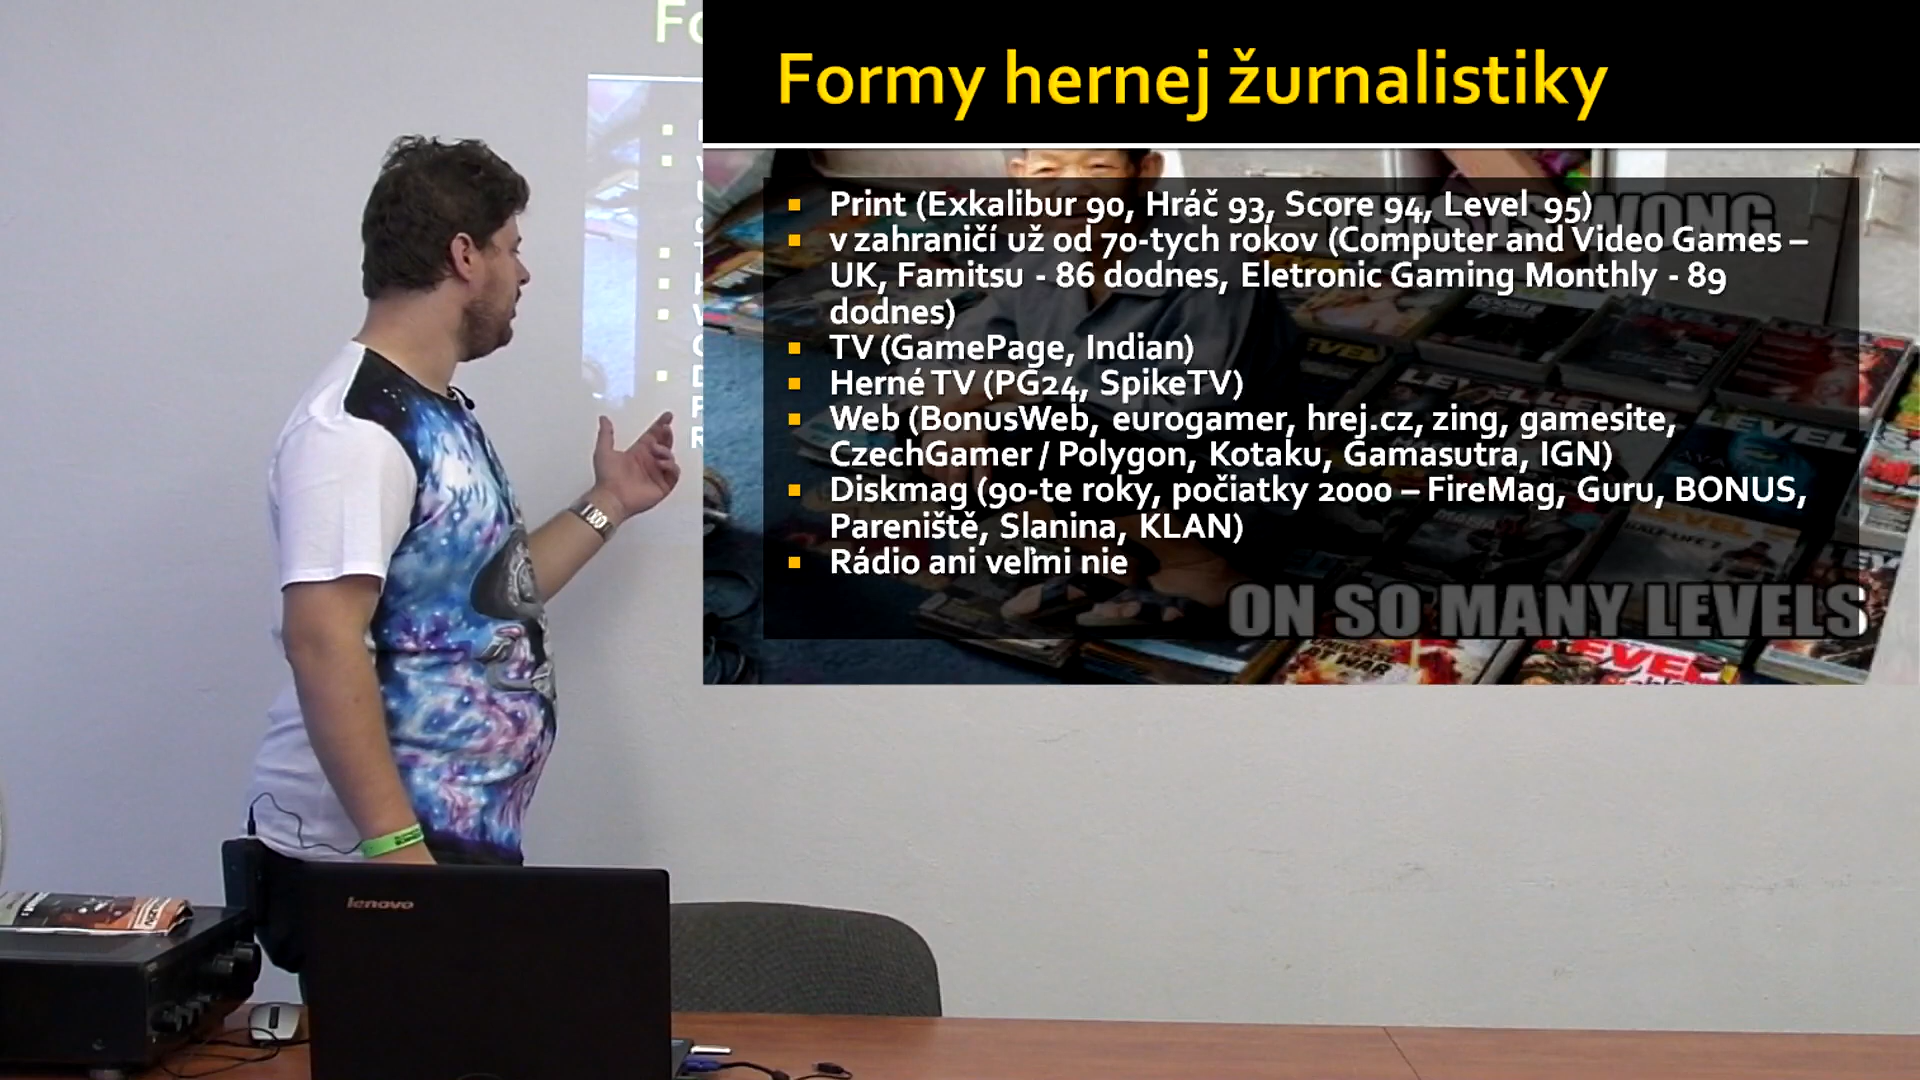 Fo
Formy hernej žurnalistiky
Print (Exkalibur 90, Hráč 93, Score 94, Level 95)
v zahraničí už od 70-tych rokov (Computer and Video Games –
UK, Famitsu - 86 dodnes, Eletronic Gaming Monthly - 89
dodnes)
TV (GamePage, Indian)
Herné TV (PG24, SpikeTV)
Web (BonusWeb, eurogamer, hrej.cz, zing, gamesite,
CzechGamer / Polygon, Kotaku, Gamasutra, IGN)
Diskmag (90-te roky, počiatky 2000 – FireMag, Guru, BONUS,
Pareniště, Slanina, KLAN)
Rádio ani veľmi nie
ON SO MANY LEVELS
LEVEL
lenovo